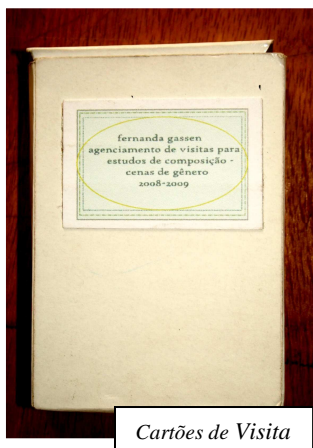 fernanda gassen
agenciamento de visitas para
estudos de composição -
cenas de gênero
2008-2009
Cartões de Visita